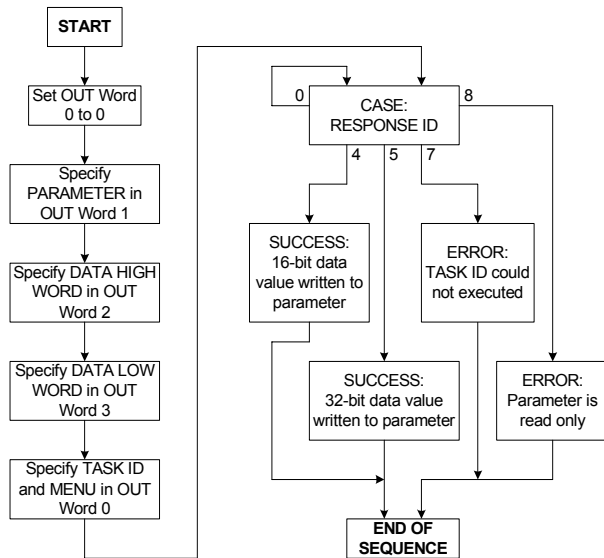 START
Set OUT Word
0 to 0
Specify
PARAMETER in
OUT Word 1
Specify DATA HIGH
WORD in OUT
Word 2
Specify DATA LOW
WORD in OUT
Word 3
Specify TASK ID
and MENU in OUT
Word 0
0
CASE:
RESPONSE ID
8
4
5
7
SUCCESS:
16-bit data
value written to
parameter
ERROR:
TASK ID could
not executed
SUCCESS:
32-bit data value
written to parameter
ERROR:
Parameter is
read only
END OF
SEQUENCE